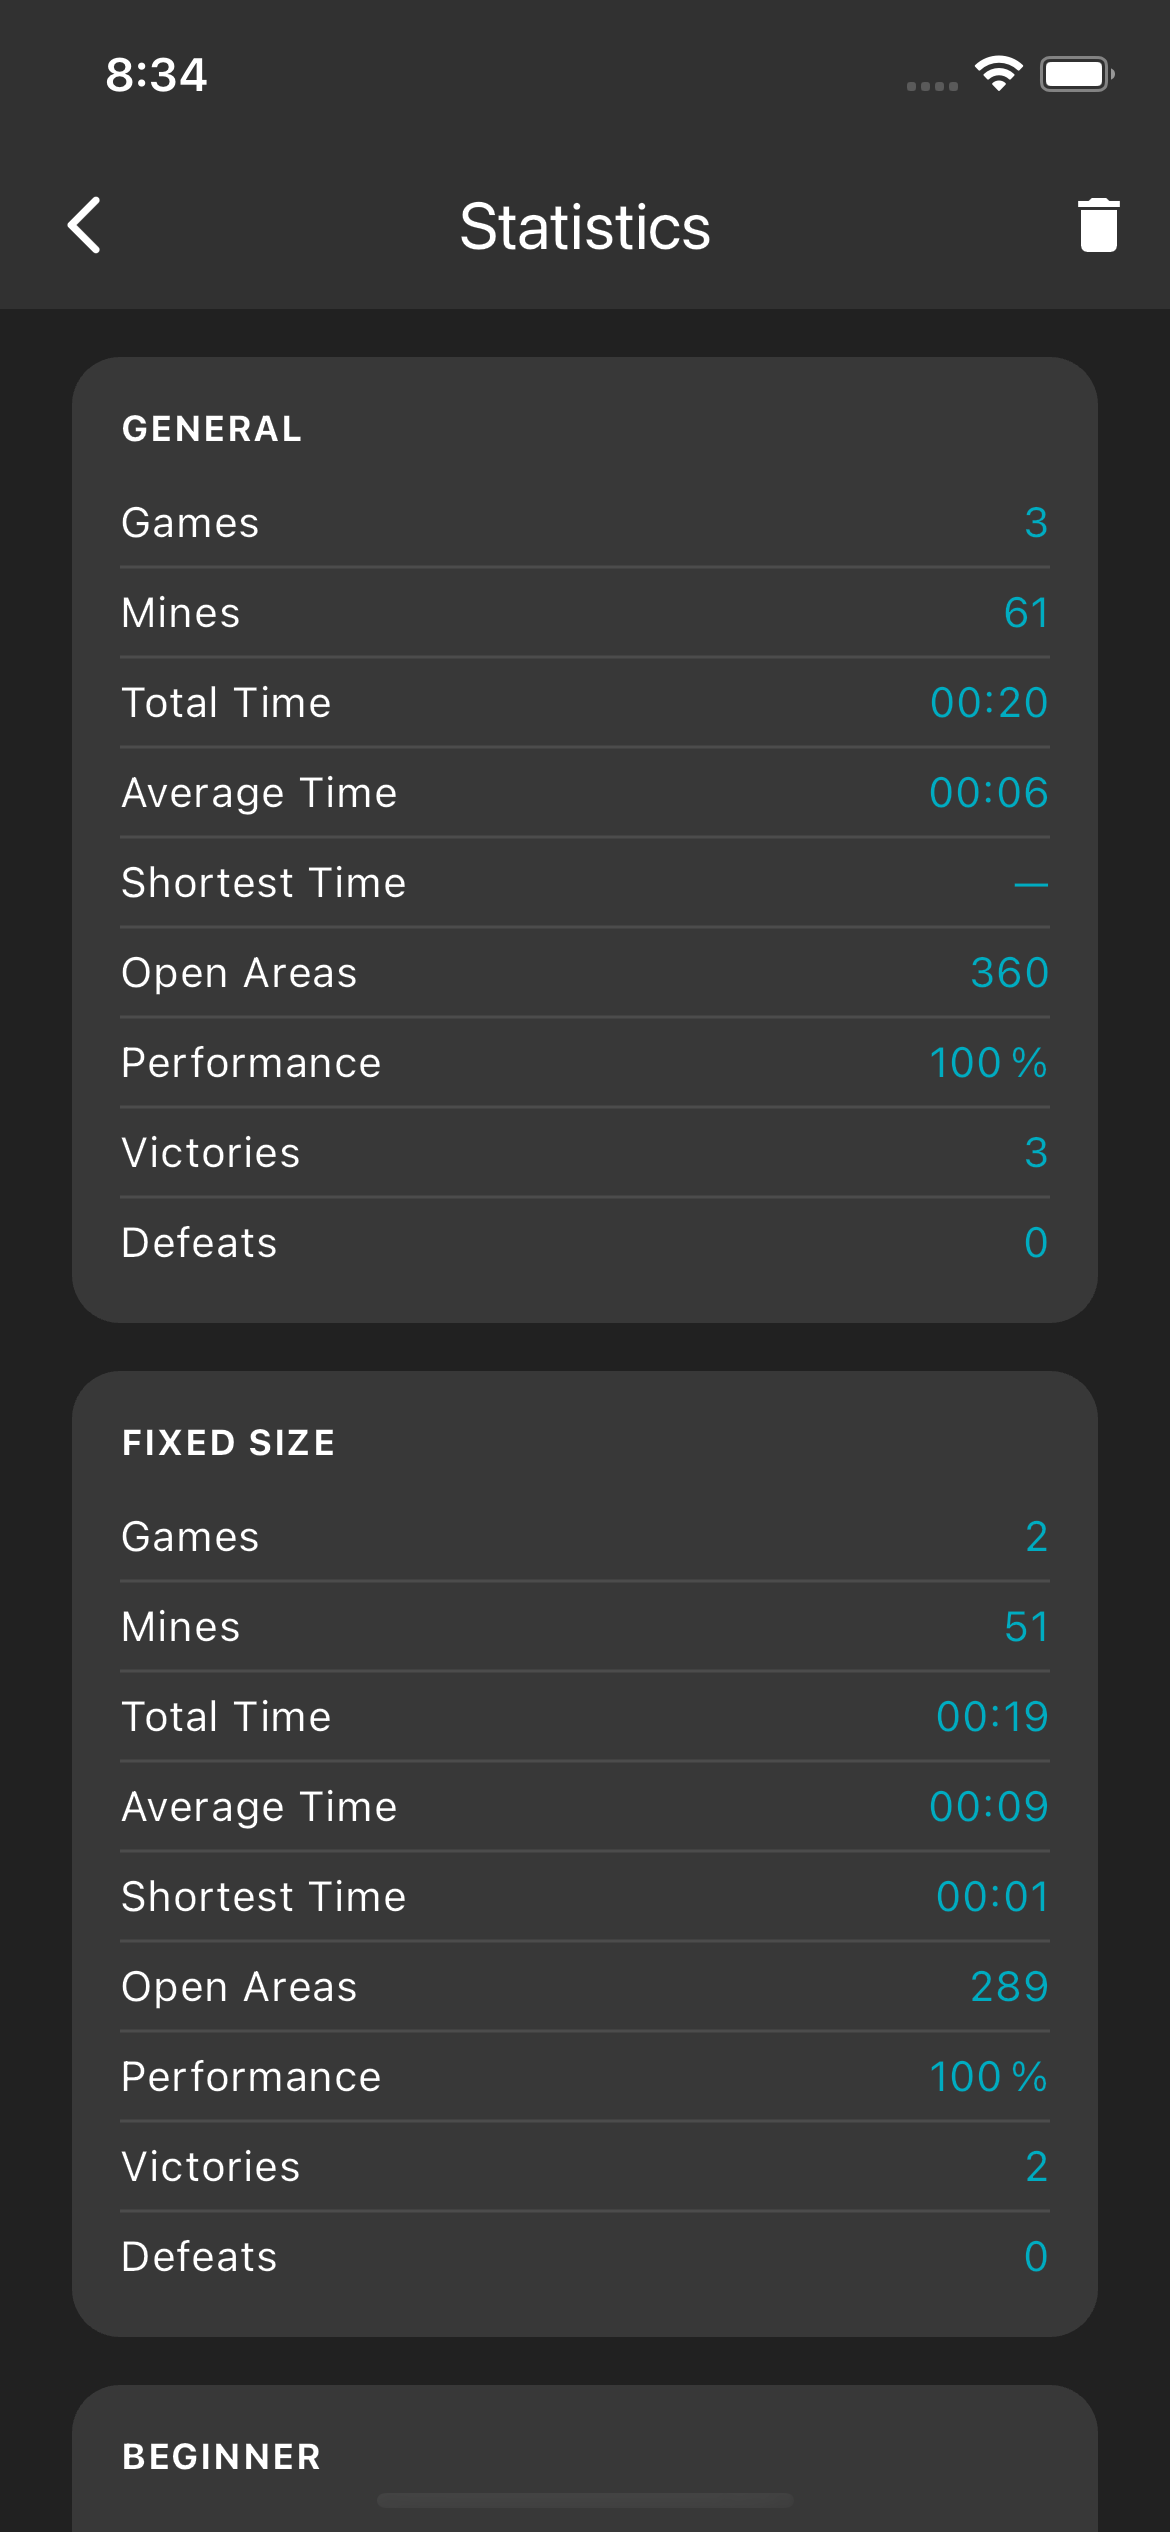 8:34
Statistics
GENERAL
Games 3
Mines 61
Total Time 00:20
Average Time 00:06
Shortest Time —
Open Areas 360
Performance 100 %
Victories 3
Defeats 0
FIXED SIZE
Games 2
Mines 51
Total Time 00:19
Average Time 00:09
Shortest Time 00:01
Open Areas 289
Performance 100 %
Victories 2
Defeats 0
BEGINNER